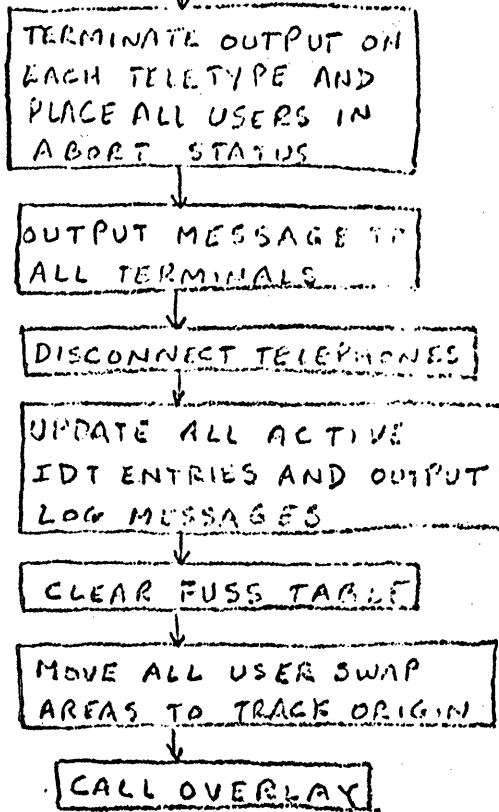 TERMINATE OUTPUT ON
EACH TELETYPE AND
PLACE ALL USERS IN
ABORT STATUS
OUTPUT MESSAGE TO
ALL TERMINALS
DISCONNECT TELEPHONES
UPDATE ALL ACTIVE
IDT ENTRIES AND OUTPUT
LOG MESSAGES
CLEAR FUSS TABLE
MOVE ALL USER SWAP
AREAS TO TRACK ORIGIN
CALL OVERLAY